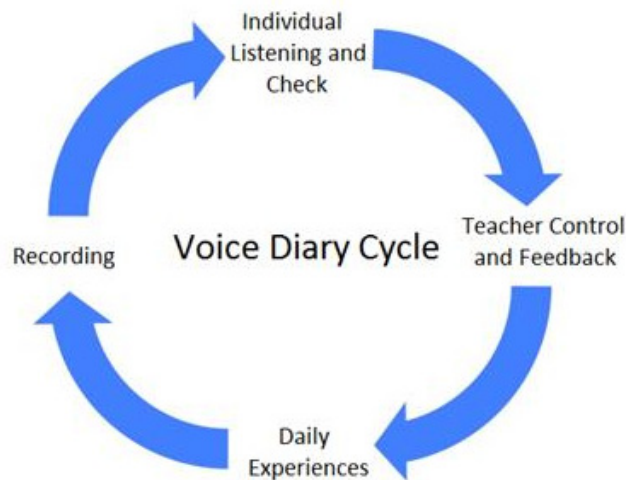 Individual
Listening and
Check
Teacher Control
and Feedback
Voice Diary Cycle
Recording
Daily
Experiences